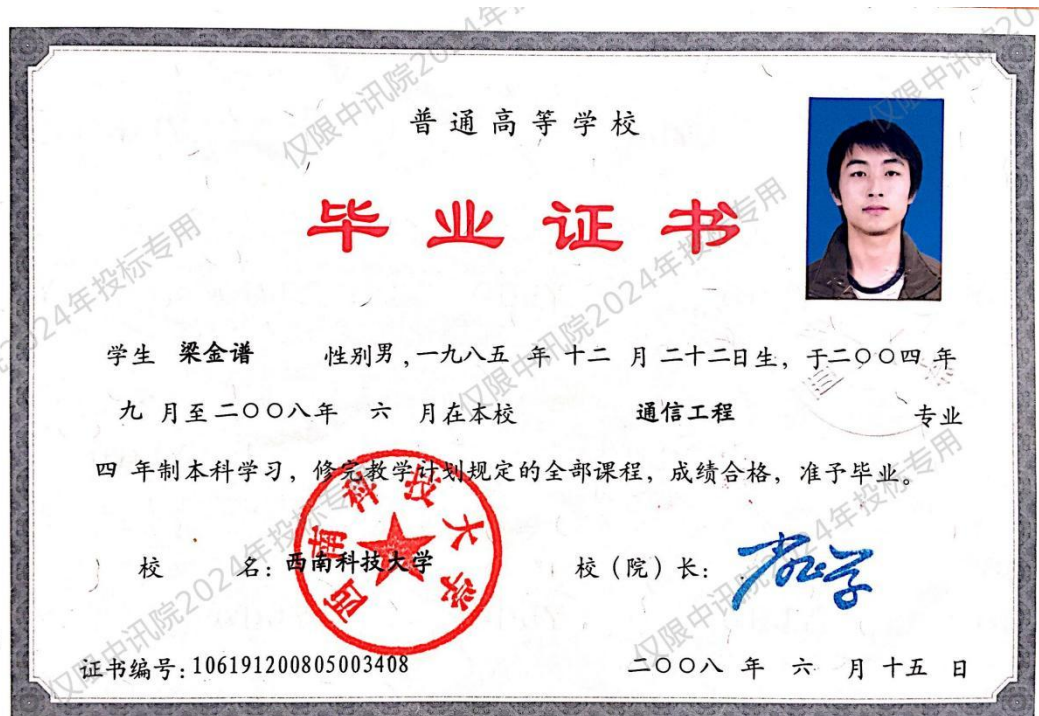 普通高等学校
毕业证书
学生 梁金谱 性别男,一九八五 年 十二 月 二十二日生, 于二〇〇四 年
九 月至二〇〇八年 六 月在本校 通信工程 专业
四 年制本科学习, 修完教学计划规定的全部课程, 成绩合格, 准予毕业。
校 名: 西南科技大学 校（院）长:
西南科技大学
证书编号: 106191200805003408 二〇〇八 年 六 月 十五 日
仅限中讯院2024年投标专用